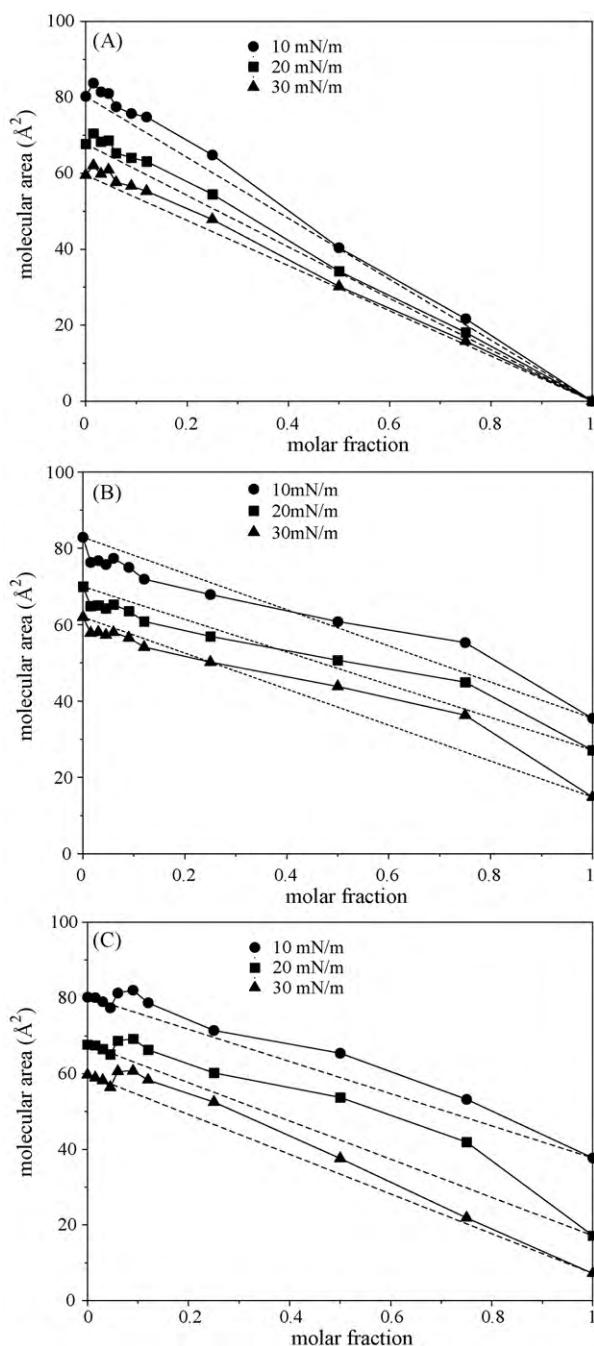 (A)
10 mN/m
20 mN/m
30 mN/m
100
80
60
40
20
0
molecular area (Å²)
0 0.2 0.4 0.6 0.8 1
molar fraction
(B)
10mN/m
20mN/m
30mN/m
100
80
60
40
20
0
molecular area (Å²)
0 0.2 0.4 0.6 0.8 1
molar fraction
(C)
10 mN/m
20 mN/m
30 mN/m
100
80
60
40
20
0
molecular area (Å²)
0 0.2 0.4 0.6 0.8 1
molar fraction